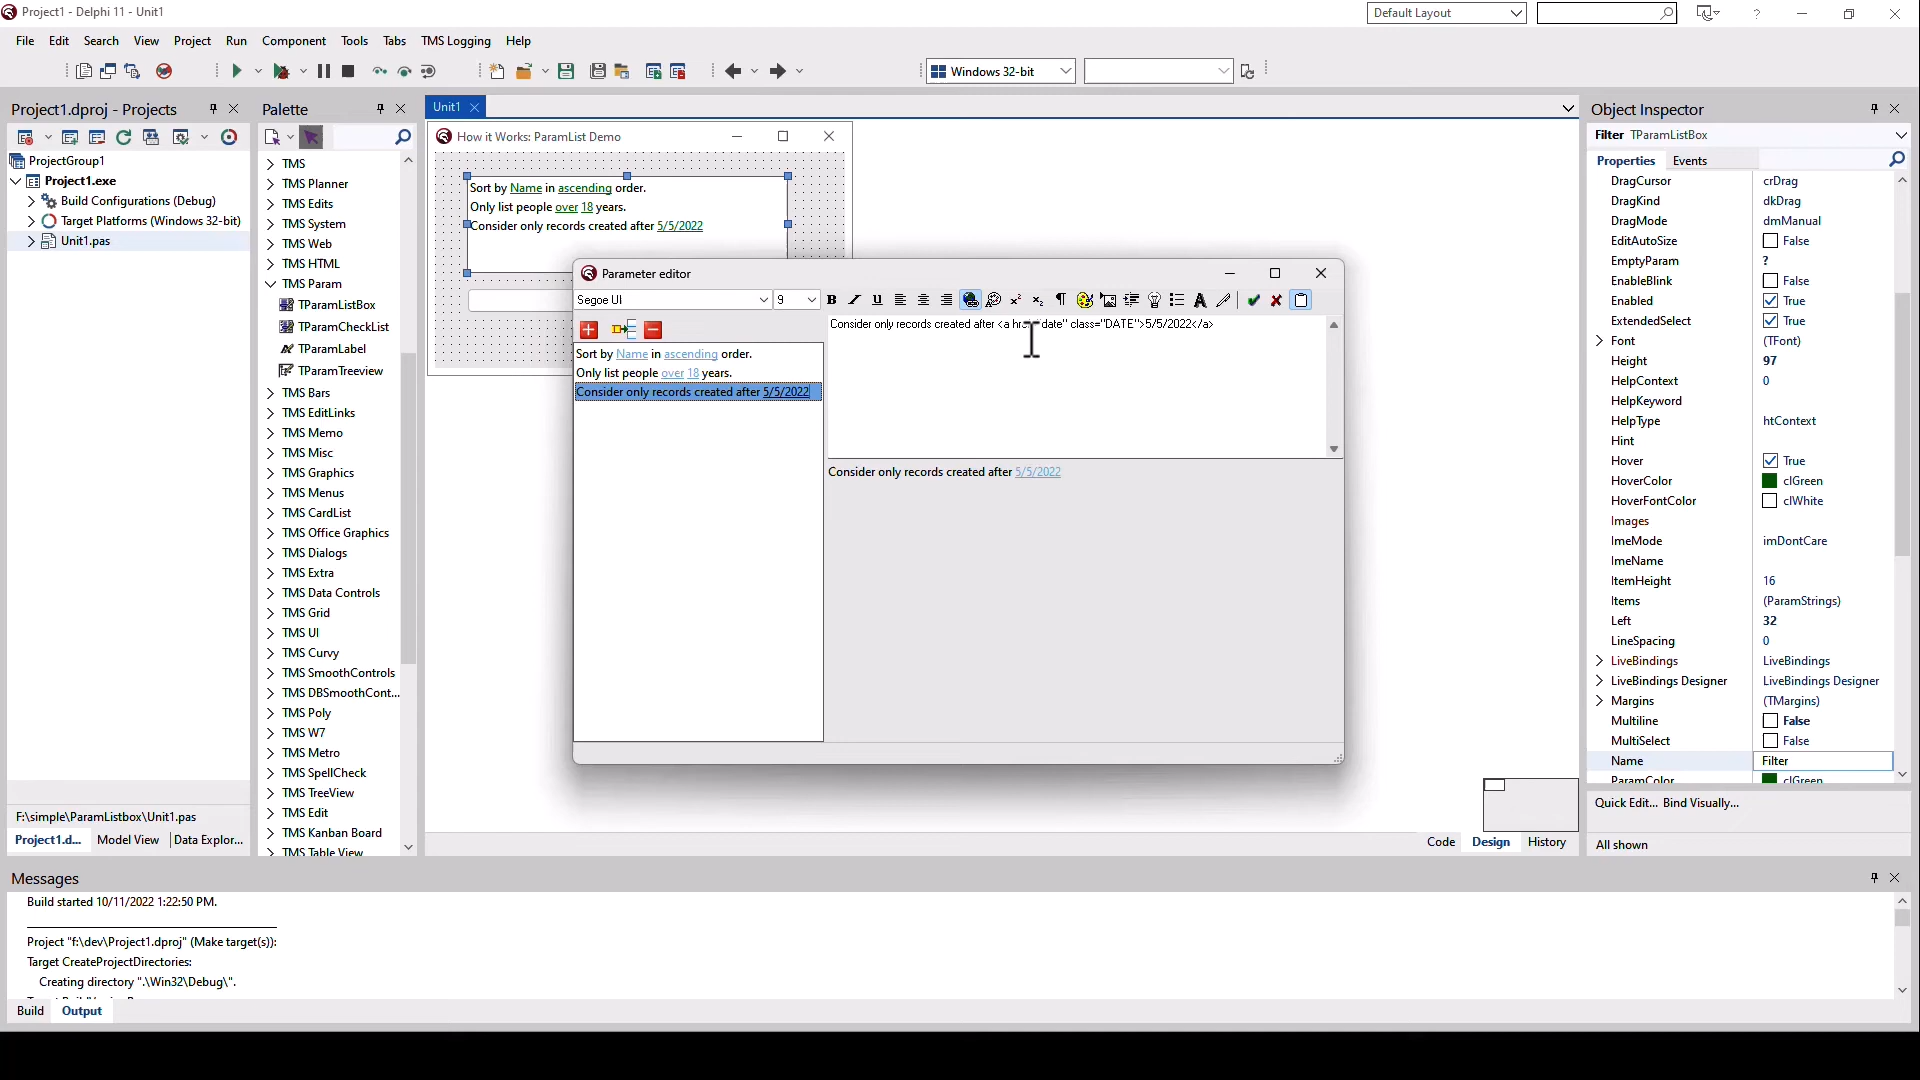 Project1 - Delphi 11 - Unit1
Default Layout
?
File Edit Search View Project Run Component Tools Tabs TMS Logging Help
Windows 32-bit
Project1.dproj - Projects
ProjectGroup1
Project1.exe
Build Configurations (Debug)
Target Platforms (Windows 32-bit)
Unit1.pas
F:\simple\ParamListbox\Unit1.pas
Project1.d... Model View Data Explor...
Palette
TMS
TMS Planner
TMS Edits
TMS System
TMS Web
TMS HTML
TMS Param
TParamListBox
TParamCheckList
TParamLabel
TParamTreeview
TMS Bars
TMS EditLinks
TMS Memo
TMS Misc
TMS Graphics
TMS Menus
TMS CardList
TMS Office Graphics
TMS Dialogs
TMS Extra
TMS Data Controls
TMS Grid
TMS UI
TMS Curvy
TMS SmoothControls
TMS DBSmoothCont...
TMS Poly
TMS W7
TMS Metro
TMS SpellCheck
TMS TreeView
TMS Edit
TMS Kanban Board
TMS Table View
Unit1
How it Works: ParamList Demo
Sort by Name in ascending order.
Only list people over 18 years.
Consider only records created after 5/5/2022
Parameter editor
Segoe UI 9
Sort by Name in ascending order.
Only list people over 18 years.
Consider only records created after 5/5/2022
Consider only records created after <a date" class="DATE">5/5/2022</a>
Consider only records created after 5/5/2022
Code Design History
Object Inspector
Filter TParamListBox
Properties Events
DragCursor crDrag
DragKind dkDrag
DragMode dmManual
EditAutoSize False
EmptyParam ?
EnableBlink False
Enabled True
ExtendedSelect True
Font (TFont)
Height 97
HelpContext 0
HelpKeyword
HelpType htContext
Hint
Hover True
HoverColor clGreen
HoverFontColor clWhite
Images
ImeMode imDontCare
ImeName
ItemHeight 16
Items (ParamStrings)
Left 32
LineSpacing 0
LiveBindings LiveBindings
LiveBindings Designer LiveBindings Designer
Margins (TMargins)
Multiline False
MultiSelect False
Name Filter
ParamColor clGreen
Quick Edit... Bind Visually...
All shown
Messages
Build started 10/11/2022 1:22:50 PM.
Project "f:\dev\Project1.dproj" (Make target(s)):
Target CreateProjectDirectories:
Creating directory ".\Win32\Debug\".
Build Output